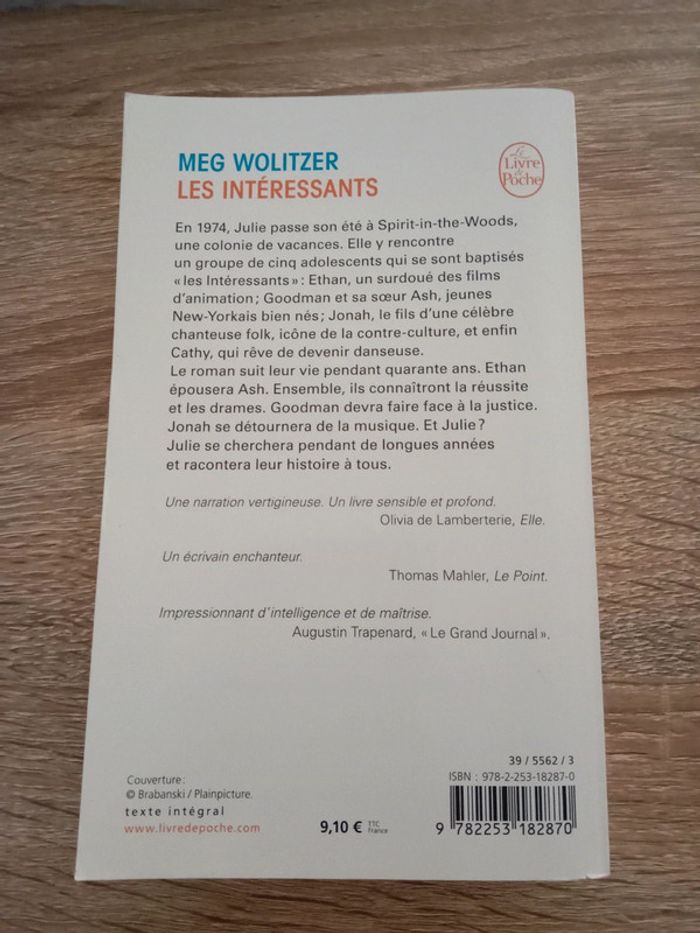 MEG WOLITZER
LES INTÉRESSANTS
Le
Livre
de
Poche
En 1974, Julie passe son été à Spirit-in-the-Woods,
une colonie de vacances. Elle y rencontre
un groupe de cinq adolescents qui se sont baptisés
« les Intéressants » : Ethan, un surdoué des films
d'animation ; Goodman et sa sœur Ash, jeunes
New-Yorkais bien nés ; Jonah, le fils d'une célèbre
chanteuse folk, icône de la contre-culture, et enfin
Cathy, qui rêve de devenir danseuse.
Le roman suit leur vie pendant quarante ans. Ethan
épousera Ash. Ensemble, ils connaîtront la réussite
et les drames. Goodman devra faire face à la justice.
Jonah se détournera de la musique. Et Julie ?
Julie se cherchera pendant de longues années
et racontera leur histoire à tous.
Une narration vertigineuse. Un livre sensible et profond.
Olivia de Lamberterie, Elle.
Un écrivain enchanteur.
Thomas Mahler, Le Point.
Impressionnant d'intelligence et de maîtrise.
Augustin Trapenard, « Le Grand Journal ».
Couverture :
© Brabanski / Plainpicture.
texte intégral
www.livredepoche.com
9,10 € TTC
France
39 / 5562 / 3
ISBN : 978-2-253-18287-0
9 782253 182870